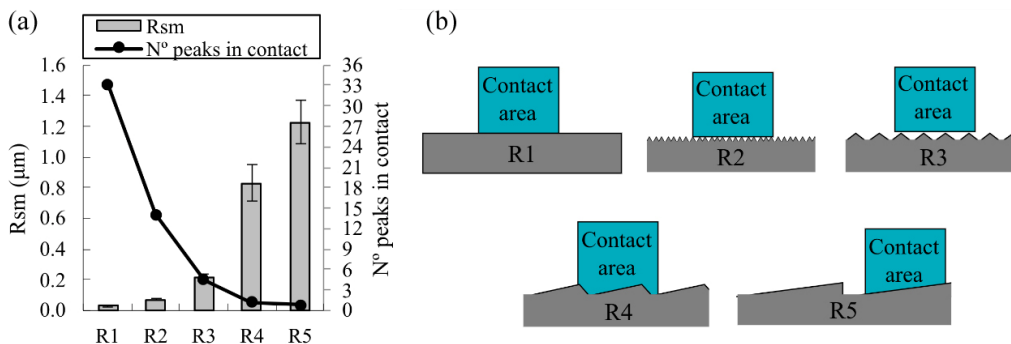 (a)
Rsm
Nº peaks in contact
Rsm (μm)
1.6
1.4
1.2
1.0
0.8
0.6
0.4
0.2
0.0
36
33
30
27
24
21
18
15
12
9
6
3
0
Nº peaks in contact
R1 R2 R3 R4 R5
(b)
Contact
area
R1
Contact
area
R2
Contact
area
R3
Contact
area
R4
Contact
area
R5